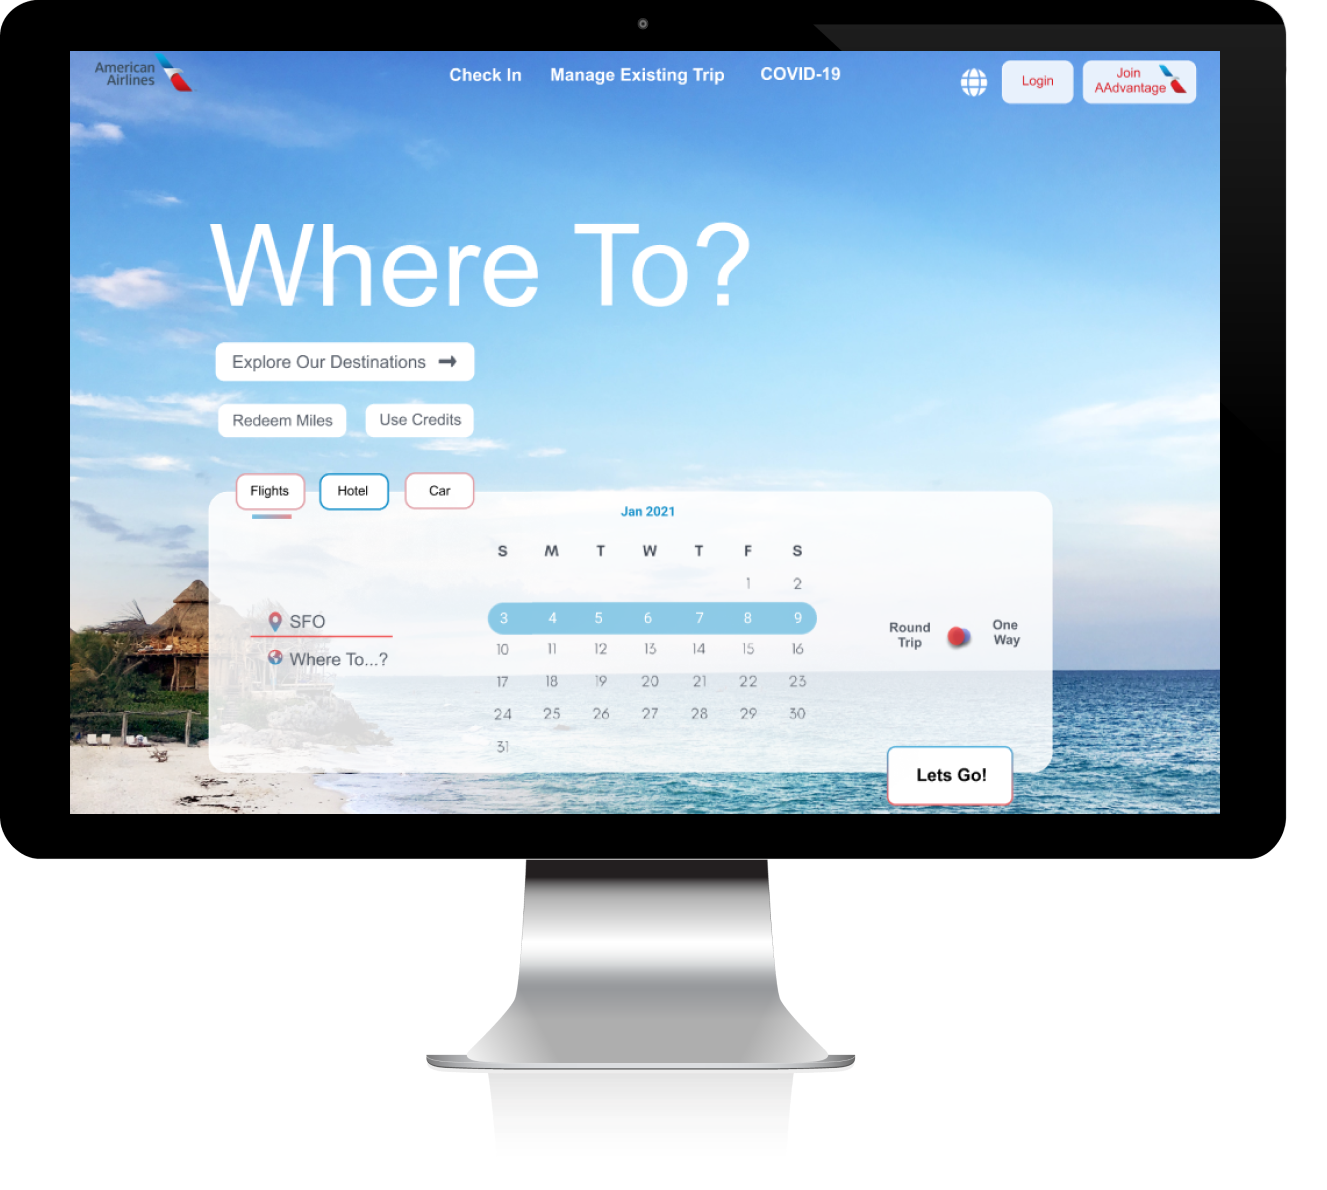 American
Airlines
Check In
Manage Existing Trip
COVID-19
Login
Join
AAdvantage
Where To?
Explore Our Destinations
Redeem Miles
Use Credits
Flights
Hotel
Car
Jan 2021
S M T W T F S
1 2
3 4 5 6 7 8 9
10 11 12 13 14 15 16
17 18 19 20 21 22 23
24 25 26 27 28 29 30
31
SFO
Where To...?
Round
Trip
One
Way
Lets Go!